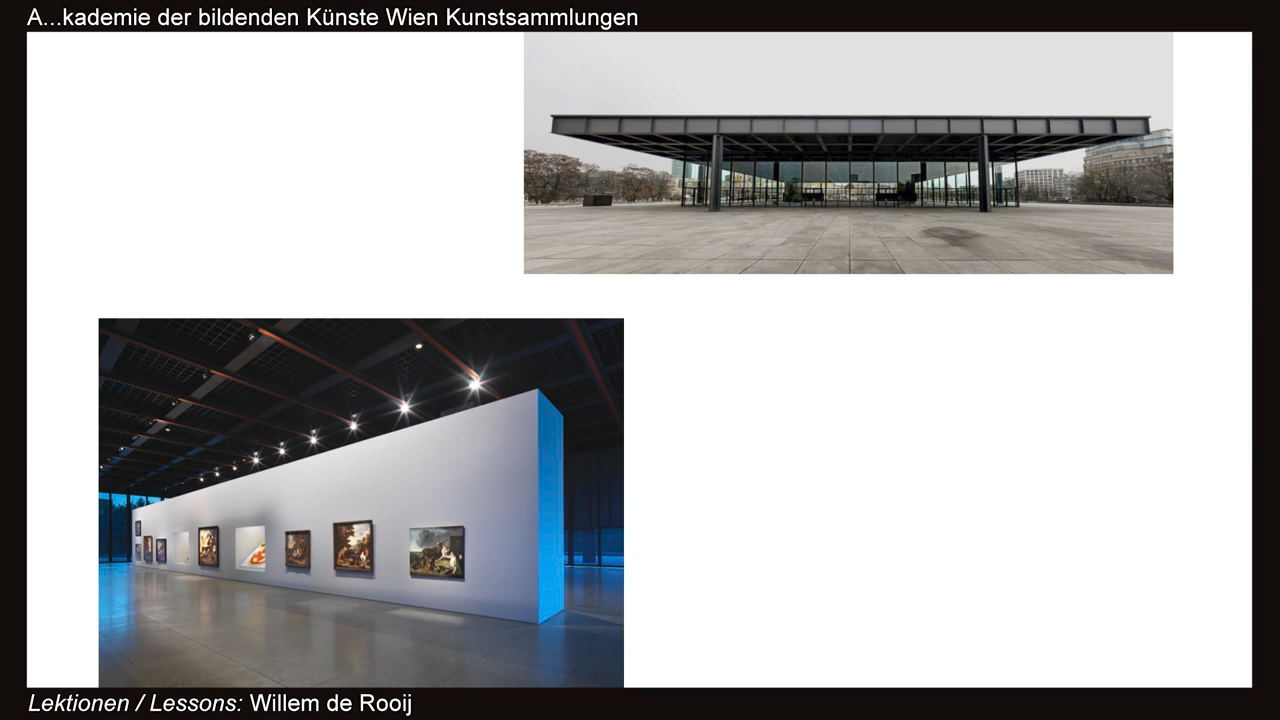 A...kademie der bildenden Künste Wien Kunstsammlungen
Lektionen / Lessons: Willem de Rooij